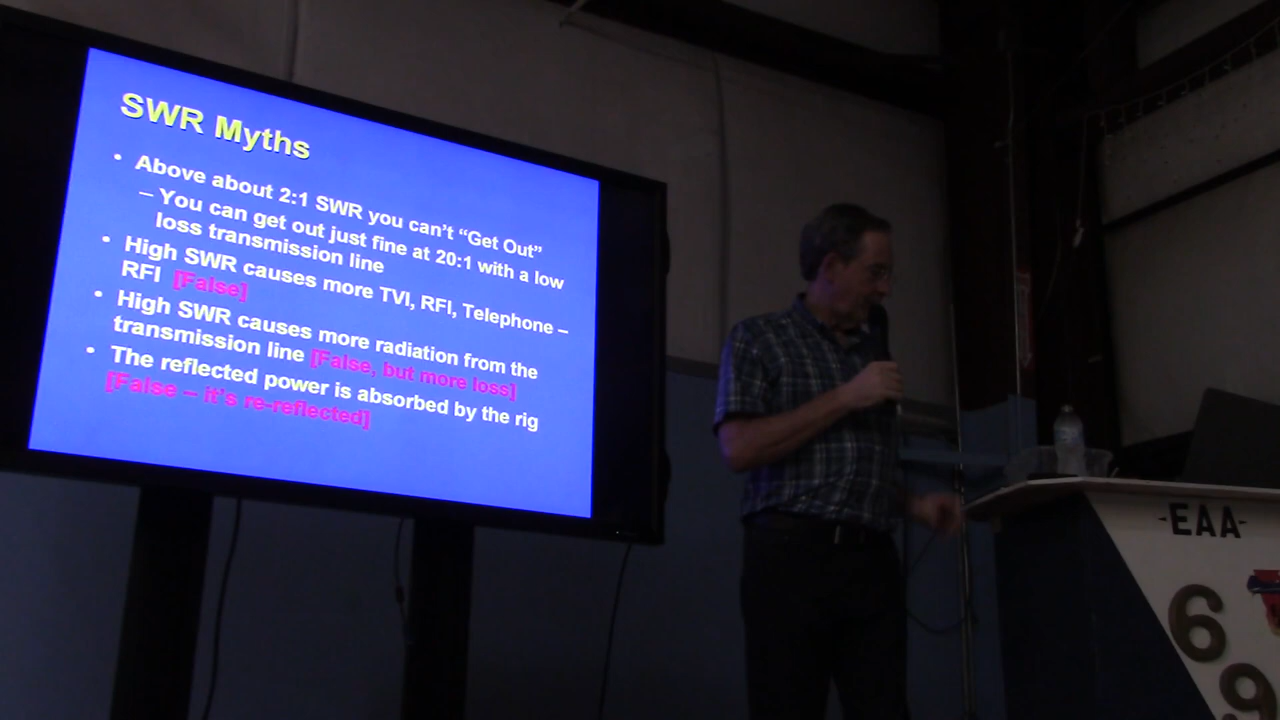 SWR Myths
• Above about 2:1 SWR you can't "Get Out"
– You can get out just fine at 20:1 with a low
loss transmission line
• High SWR causes more TVI, RFI, Telephone –
RFI [False]
• High SWR causes more radiation from the
transmission line [False, but more loss]
• The reflected power is absorbed by the rig
[False – it's re-reflected]
-EAA-
6
9